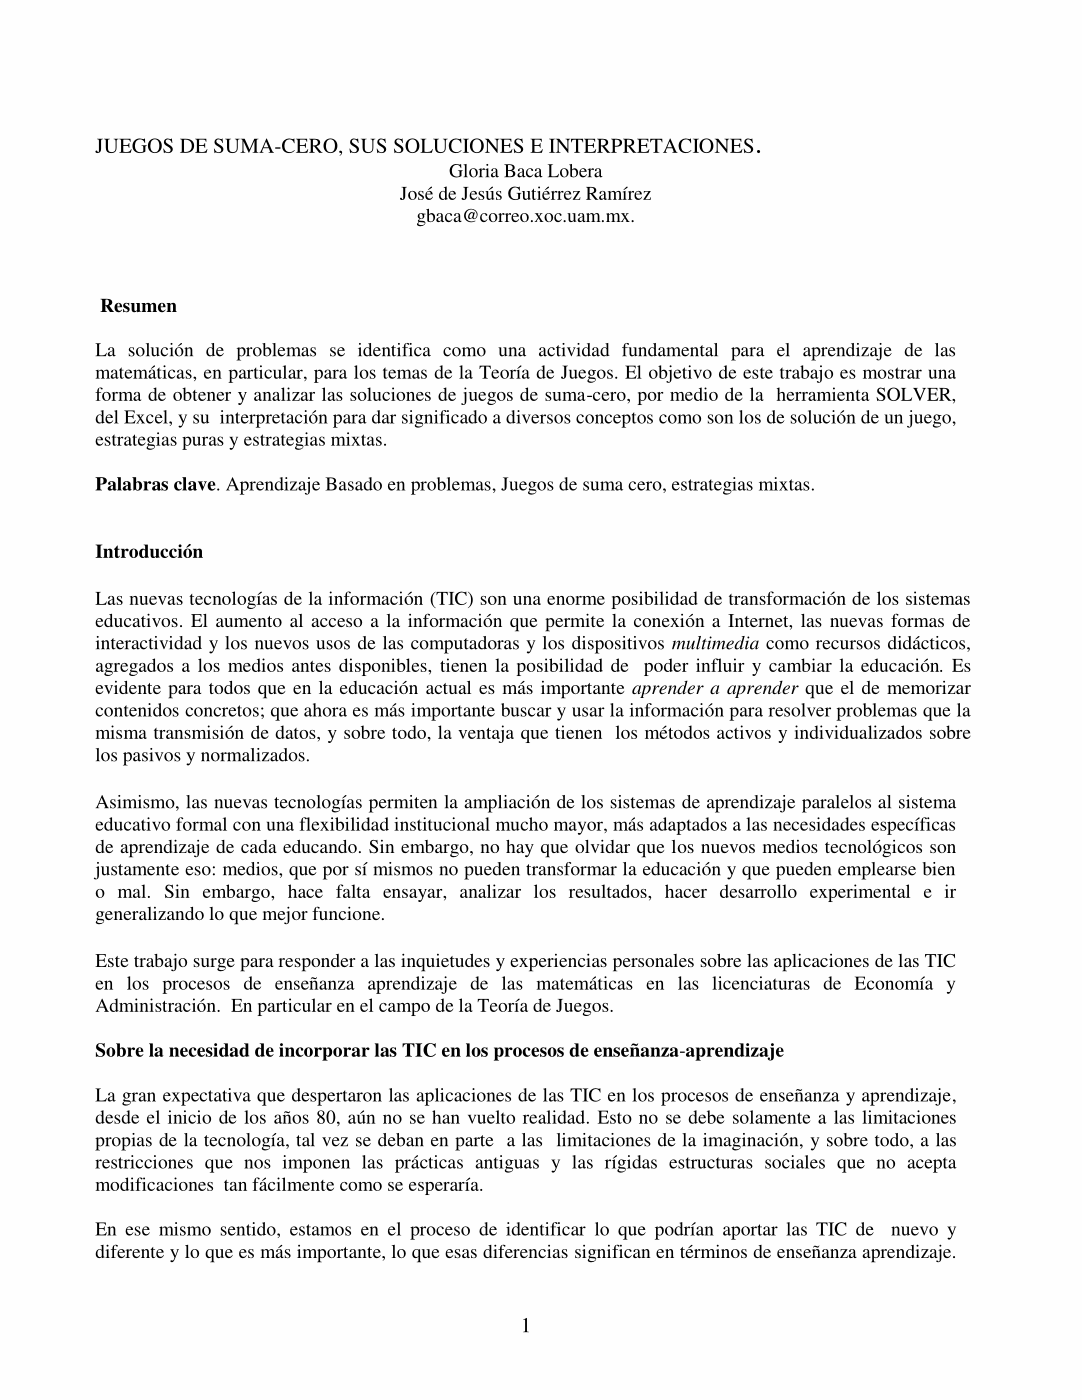 JUEGOS DE SUMA-CERO, SUS SOLUCIONES E INTERPRETACIONES.
Gloria Baca Lobera
José de Jesús Gutiérrez Ramírez
gbaca@correo.xoc.uam.mx.
Resumen
La solución de problemas se identifica como una actividad fundamental para el aprendizaje de las
matemáticas, en particular, para los temas de la Teoría de Juegos. El objetivo de este trabajo es mostrar una
forma de obtener y analizar las soluciones de juegos de suma-cero, por medio de la herramienta SOLVER,
del Excel, y su interpretación para dar significado a diversos conceptos como son los de solución de un juego,
estrategias puras y estrategias mixtas.
Palabras clave. Aprendizaje Basado en problemas, Juegos de suma cero, estrategias mixtas.
Introducción
Las nuevas tecnologías de la información (TIC) son una enorme posibilidad de transformación de los sistemas
educativos. El aumento al acceso a la información que permite la conexión a Internet, las nuevas formas de
interactividad y los nuevos usos de las computadoras y los dispositivos multimedia como recursos didácticos,
agregados a los medios antes disponibles, tienen la posibilidad de poder influir y cambiar la educación. Es
evidente para todos que en la educación actual es más importante aprender a aprender que el de memorizar
contenidos concretos; que ahora es más importante buscar y usar la información para resolver problemas que la
misma transmisión de datos, y sobre todo, la ventaja que tienen los métodos activos y individualizados sobre
los pasivos y normalizados.
Asimismo, las nuevas tecnologías permiten la ampliación de los sistemas de aprendizaje paralelos al sistema
educativo formal con una flexibilidad institucional mucho mayor, más adaptados a las necesidades específicas
de aprendizaje de cada educando. Sin embargo, no hay que olvidar que los nuevos medios tecnológicos son
justamente eso: medios, que por sí mismos no pueden transformar la educación y que pueden emplearse bien
o mal. Sin embargo, hace falta ensayar, analizar los resultados, hacer desarrollo experimental e ir
generalizando lo que mejor funcione.
Este trabajo surge para responder a las inquietudes y experiencias personales sobre las aplicaciones de las TIC
en los procesos de enseñanza aprendizaje de las matemáticas en las licenciaturas de Economía y
Administración. En particular en el campo de la Teoría de Juegos.
Sobre la necesidad de incorporar las TIC en los procesos de enseñanza-aprendizaje
La gran expectativa que despertaron las aplicaciones de las TIC en los procesos de enseñanza y aprendizaje,
desde el inicio de los años 80, aún no se han vuelto realidad. Esto no se debe solamente a las limitaciones
propias de la tecnología, tal vez se deban en parte a las limitaciones de la imaginación, y sobre todo, a las
restricciones que nos imponen las prácticas antiguas y las rígidas estructuras sociales que no acepta
modificaciones tan fácilmente como se esperaría.
En ese mismo sentido, estamos en el proceso de identificar lo que podrían aportar las TIC de nuevo y
diferente y lo que es más importante, lo que esas diferencias significan en términos de enseñanza aprendizaje.
1